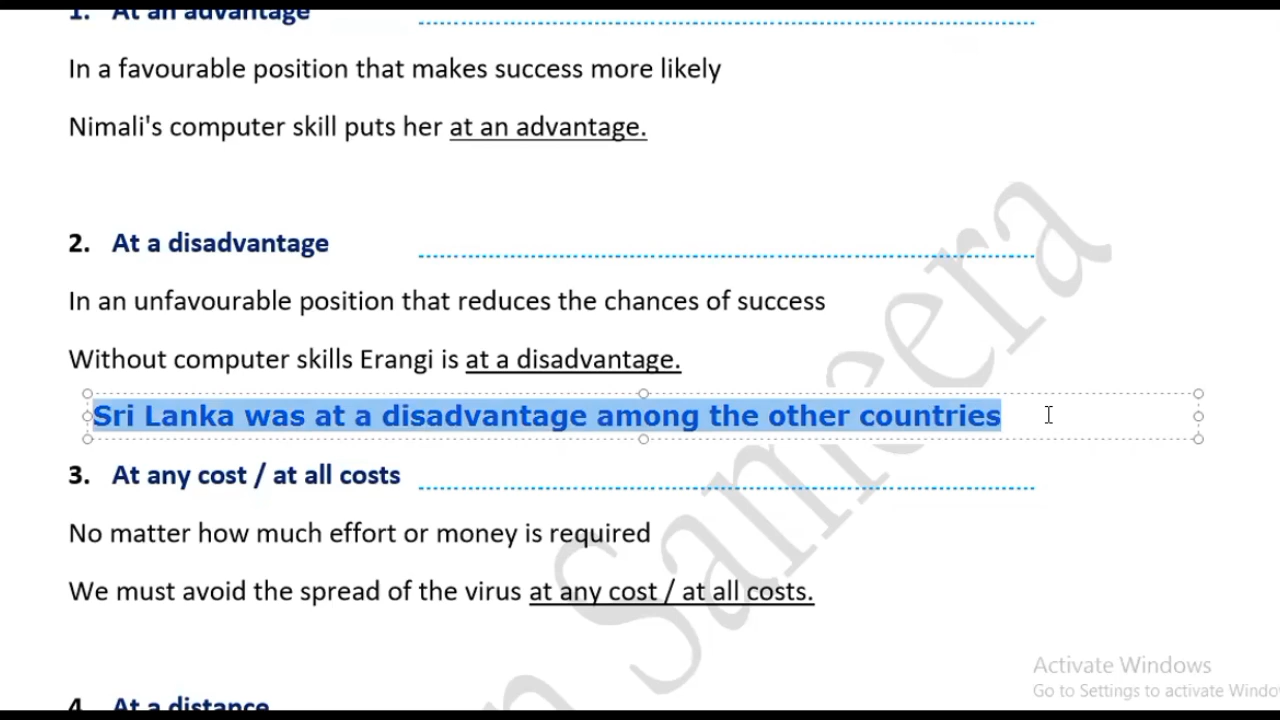 1. At an advantage
In a favourable position that makes success more likely
Nimali's computer skill puts her at an advantage.
2. At a disadvantage
In an unfavourable position that reduces the chances of success
Without computer skills Erangi is at a disadvantage.
Sri Lanka was at a disadvantage among the other countries
3. At any cost / at all costs
No matter how much effort or money is required
We must avoid the spread of the virus at any cost / at all costs.
4. At a distance
Sameera
Activate Windows
Go to Settings to activate Windo